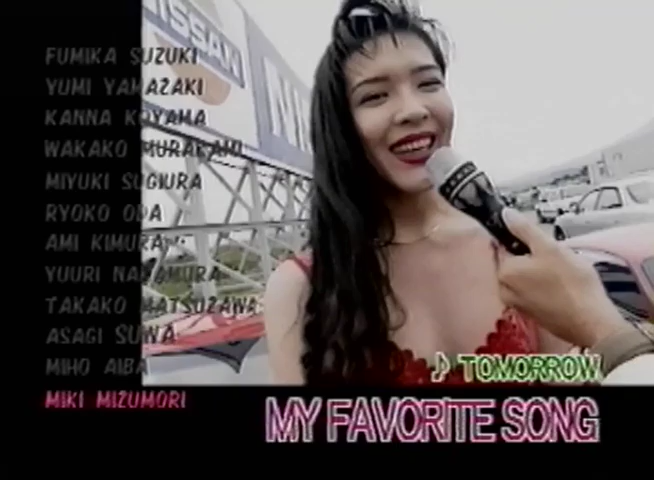 FUMIKA SUZUKI
YUMI YAMAZAKI
KANNA KOYAMA
WAKAKO MURAKAMI
MIYUKI SUGIURA
RYOKO ODA
AMI KIMURA
YUURI NAKAMURA
TAKAKO MATSUZAWA
ASAGI SUWA
MIHO AIBA
MIKI MIZUMORI
NISSAN
♪ TOMORROW
MY FAVORITE SONG